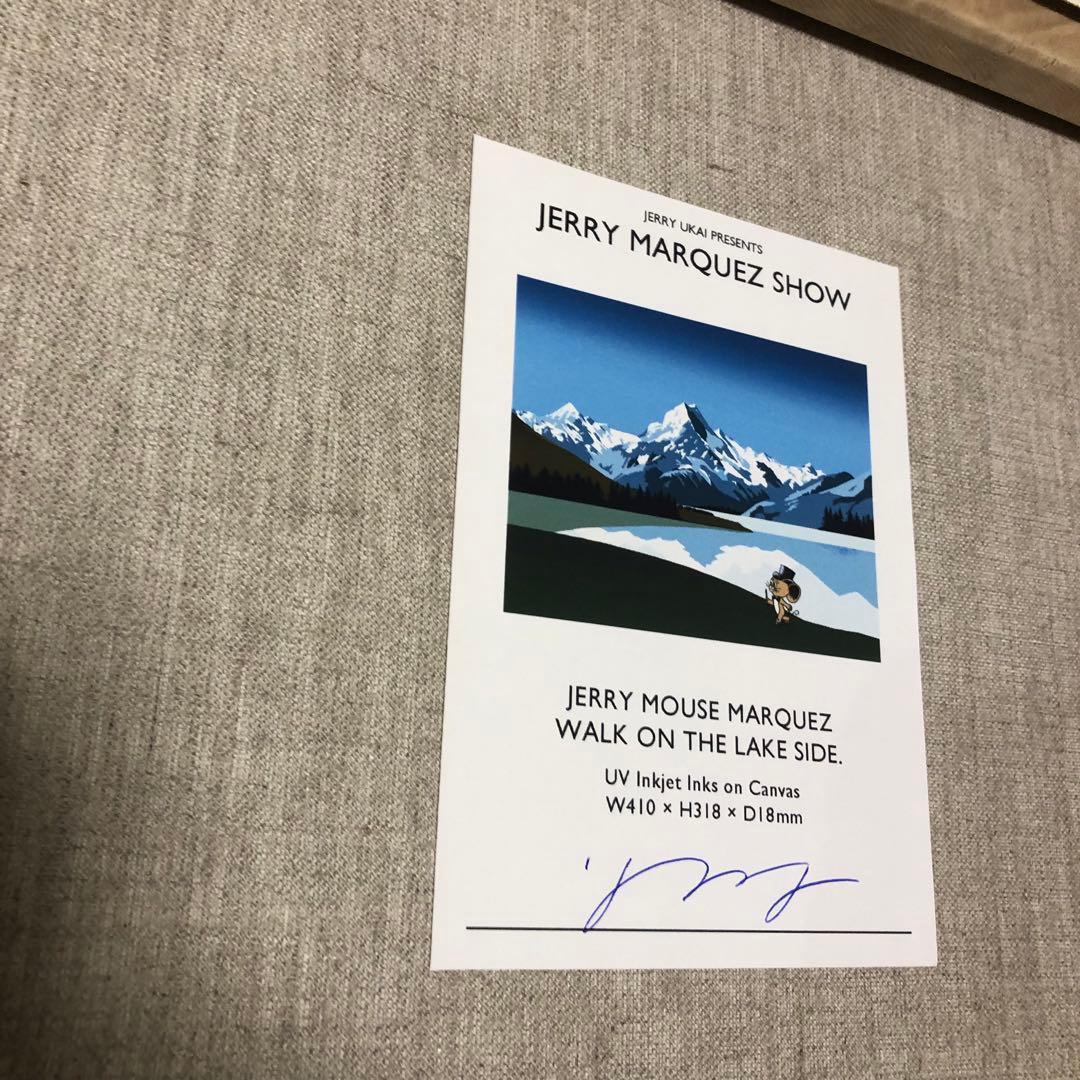 JERRY UKAI PRESENTS
JERRY MARQUEZ SHOW
JERRY MOUSE MARQUEZ
WALK ON THE LAKE SIDE.
UV Inkjet Inks on Canvas
W410 × H318 × D18mm